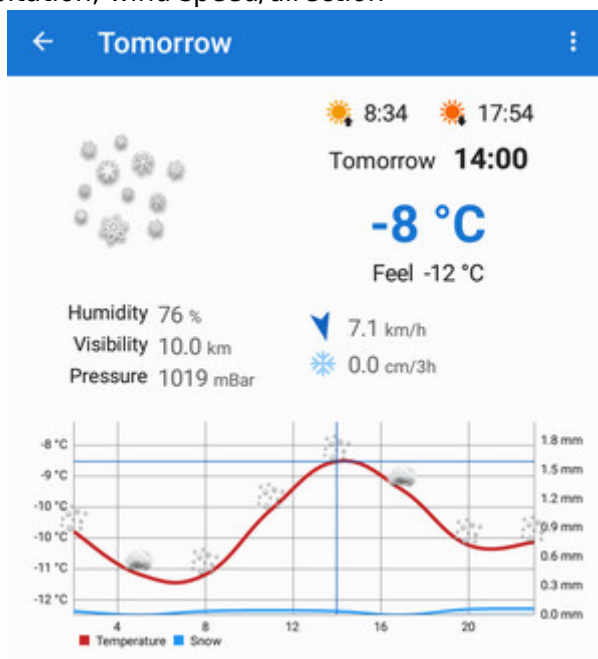 Tomorrow
8:34 17:54
Tomorrow 14:00
-8 °C
Feel -12 °C
Humidity 76 %
Visibility 10.0 km
Pressure 1019 mBar
7.1 km/h
0.0 cm/3h
-8 °C
-9 °C
-10 °C
-10 °C
-11 °C
-12 °C
1.8 mm
1.5 mm
1.2 mm
0.9 mm
0.6 mm
0.3 mm
0.0 mm
4 8 12 16 20
Temperature Snow